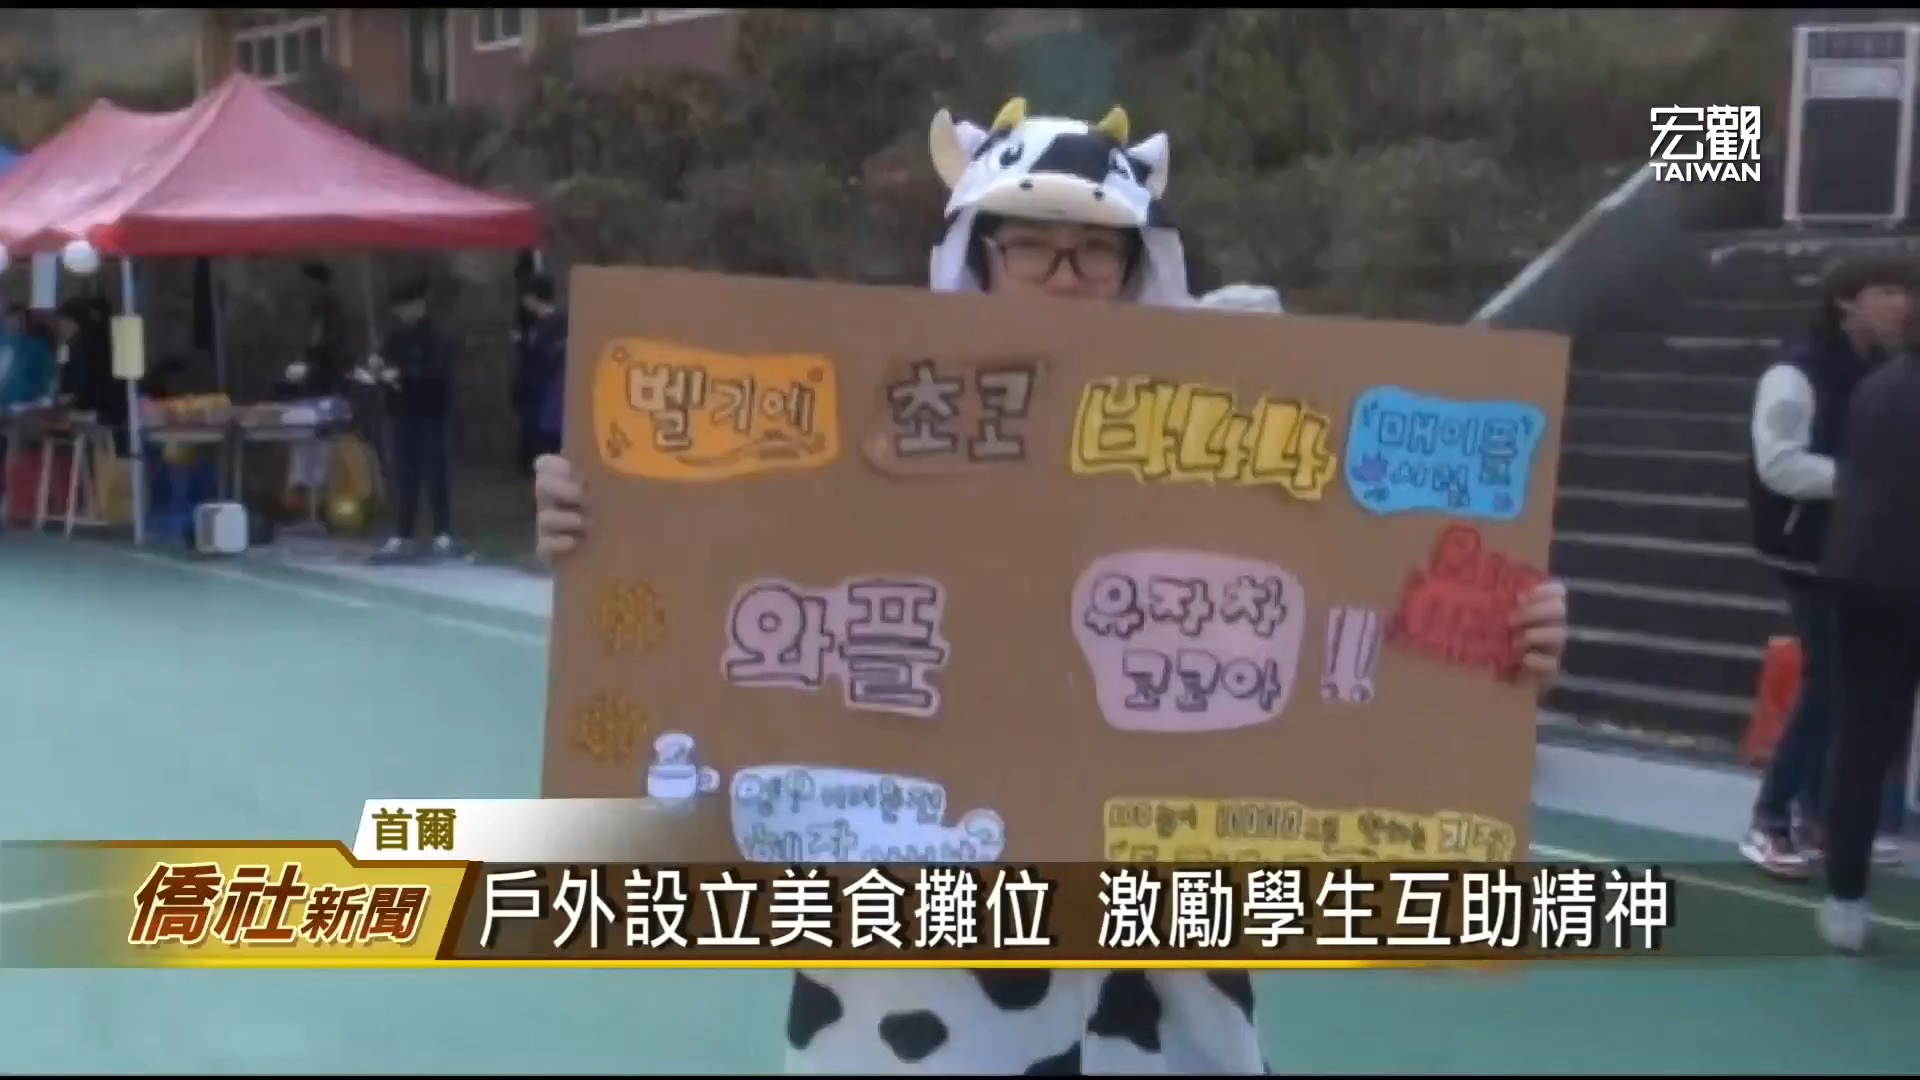 宏觀
TAIWAN
벨기에 초코 바나나 메이플
시럽
와플 유자차
코코아 !!
首爾
僑社新聞 戶外設立美食攤位 激勵學生互助精神